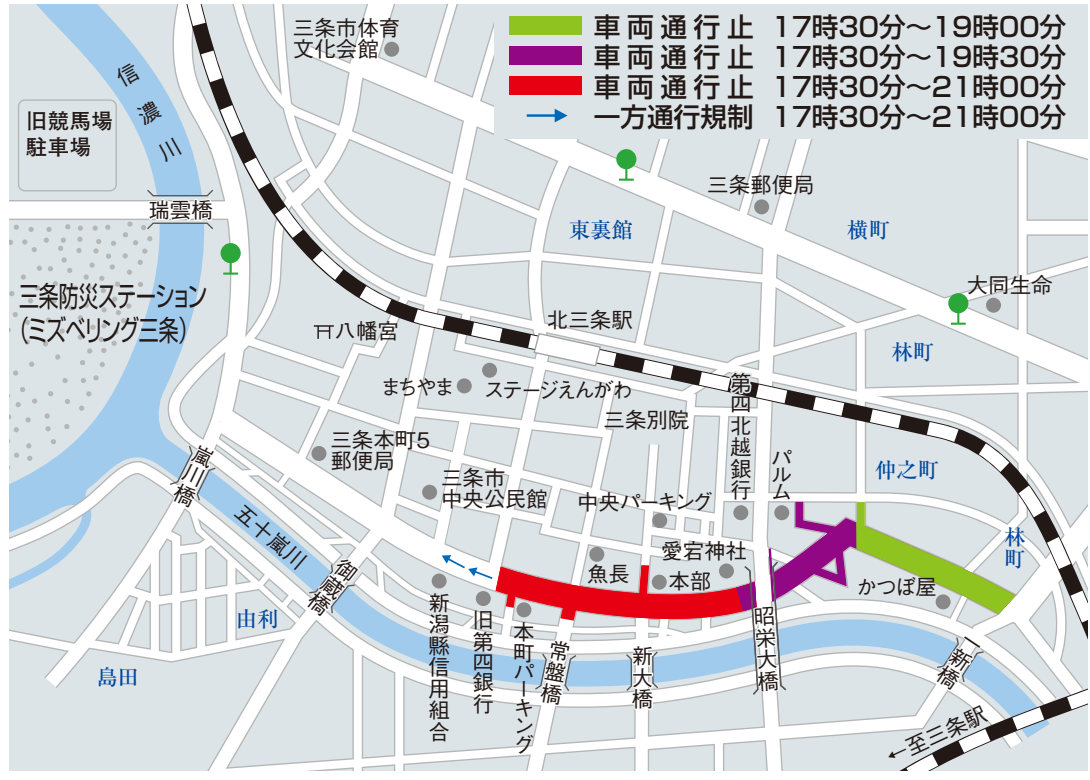 車両通行止 17時30分～19時00分
車両通行止 17時30分～19時30分
車両通行止 17時30分～21時00分
一方通行規制 17時30分～21時00分
三条市体育
文化会館
信濃川
旧競馬場
駐車場
瑞雲橋
三条郵便局
東裏館
横町
三条防災ステーション
(ミズベリング三条)
大同生命
八幡宮
北三条駅
林町
まちやま
ステージえんがわ
三条別院
第四北越銀行
パルム
三条本町5
郵便局
嵐川橋
三条市
中央公民館
中央パーキング
仲之町
五十嵐川
御蔵橋
魚長
愛宕神社
本部
林町
かつぼ屋
由利
島田
新潟縣信用組合
旧第四銀行
本町パーキング
常盤橋
新大橋
昭栄大橋
一新橋
←至三条駅